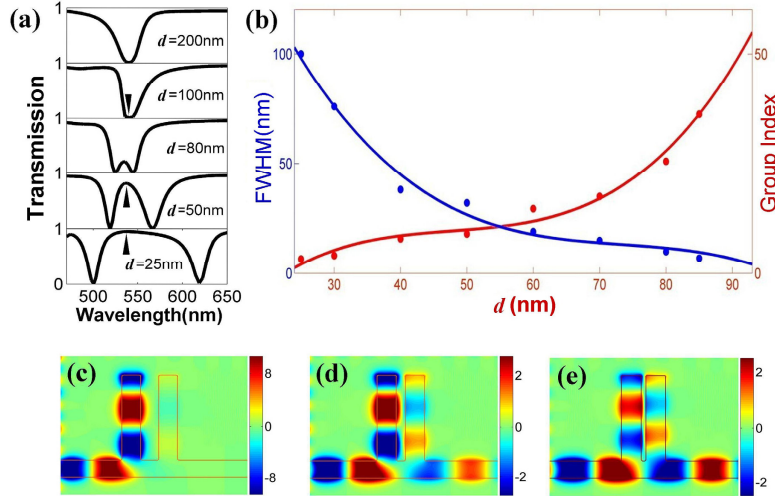 (a)
1
d=200nm
1
d=100nm
1
d=80nm
1
d=50nm
1
d=25nm
0
500 550 600 650
Wavelength(nm)
Transmission
(b)
100
50
0
FWHM(nm)
30 40 50 60 70 80 90
d (nm)
50
0
Group Index
(c)
8
0
-8
(d)
2
0
-2
(e)
2
0
-2